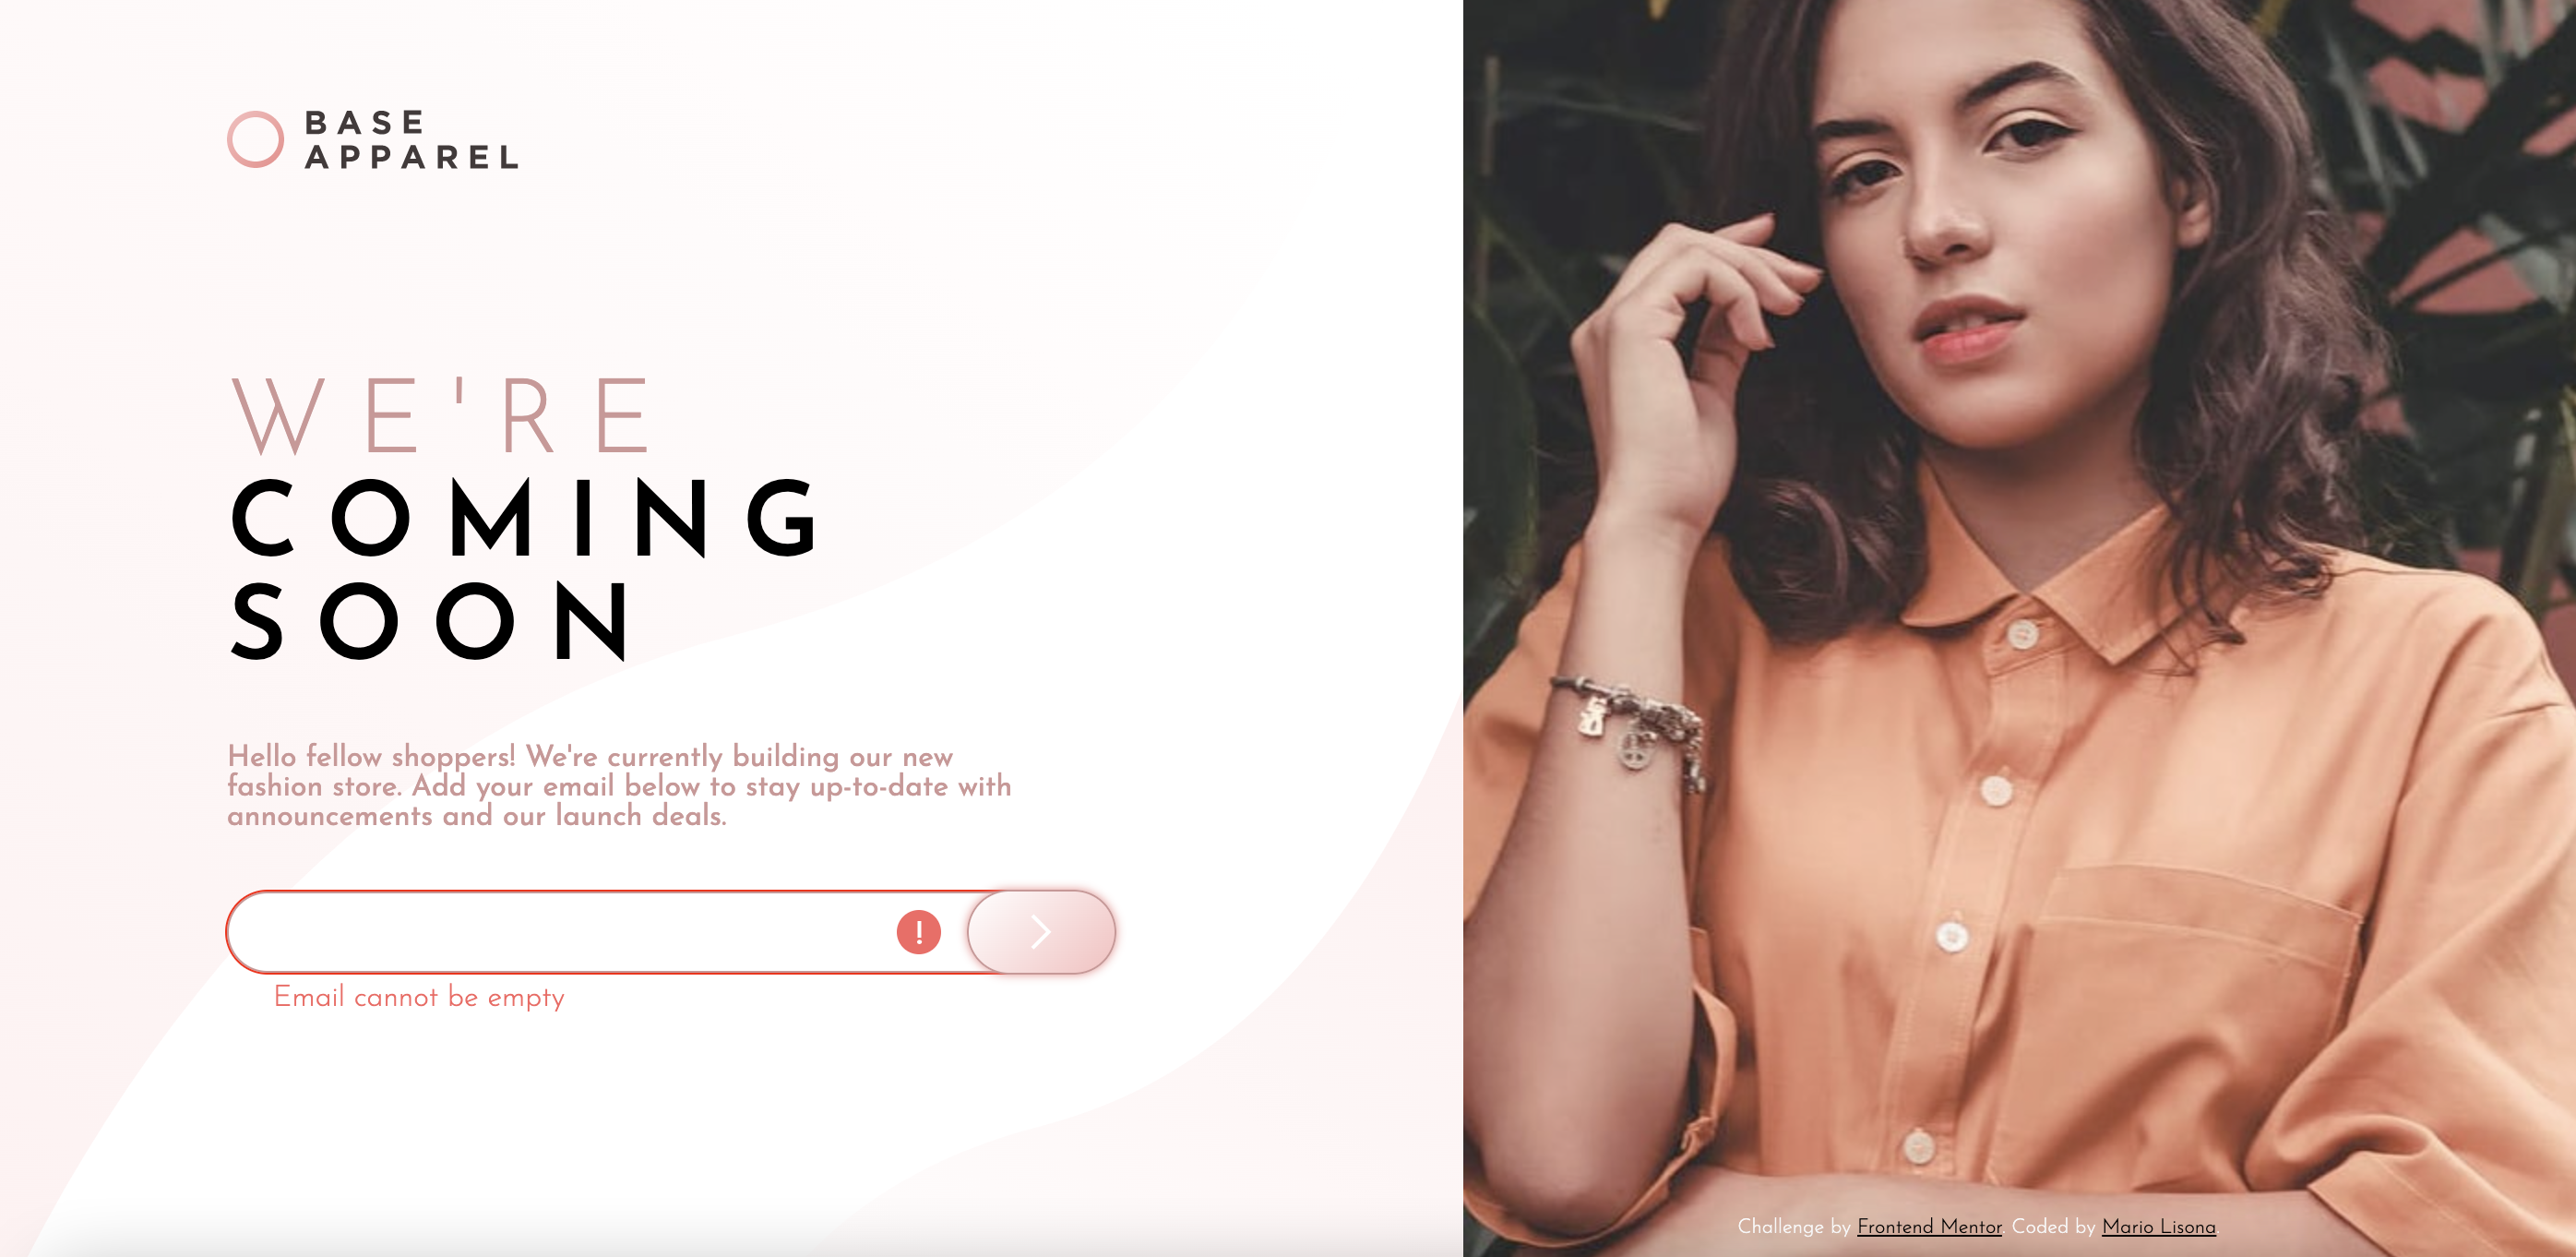 BASE
APPAREL
WE'RE
COMING
SOON
Hello fellow shoppers! We're currently building our new
fashion store. Add your email below to stay up-to-date with
announcements and our launch deals.
!
Email cannot be empty
Challenge by Frontend Mentor. Coded by Mario Lisona